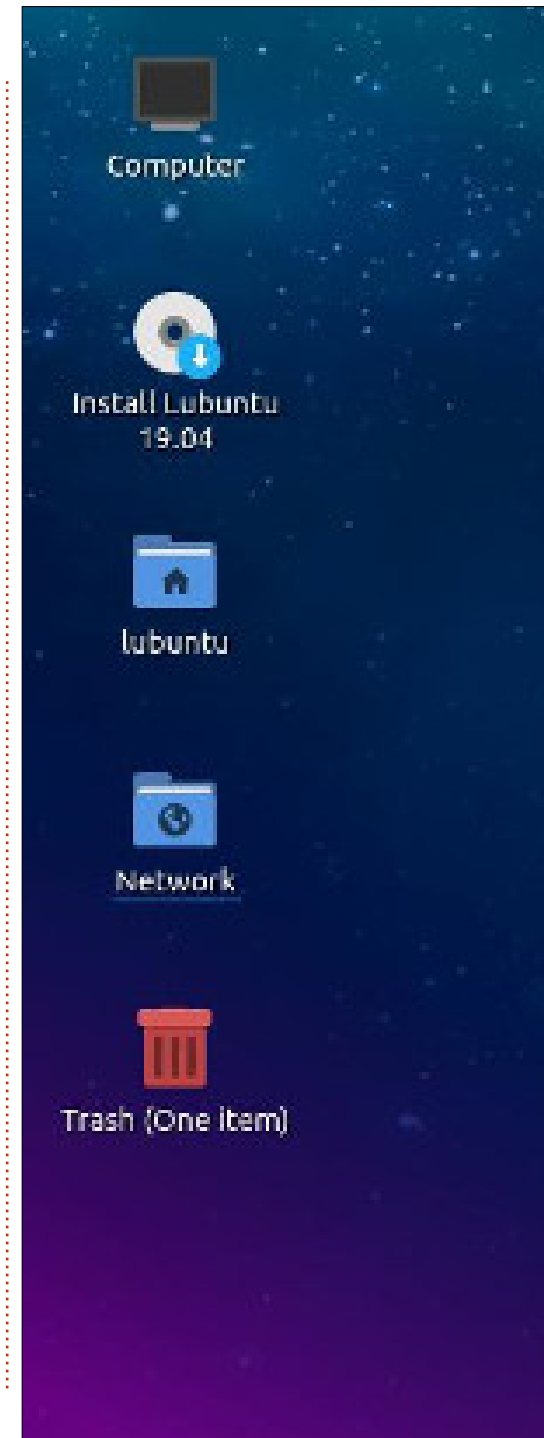 Computer
Install Lubuntu
19.04
lubuntu
Network
Trash (One item)